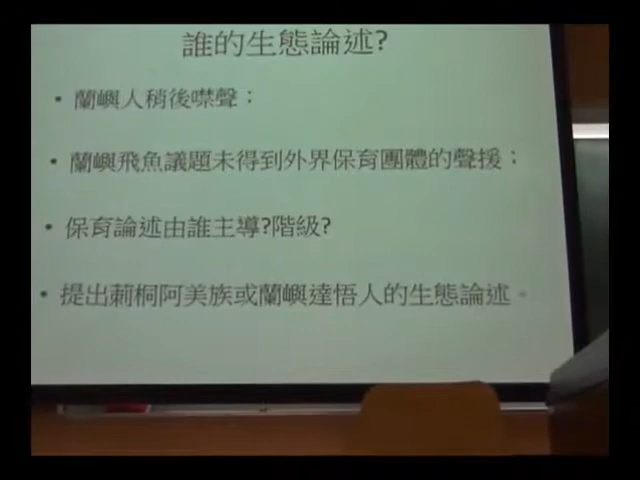 誰的生態論述?
• 蘭嶼人稍後噤聲：
• 蘭嶼飛魚議題未得到外界保育團體的聲援；
• 保育論述由誰主導?階級?
• 提出莿桐阿美族或蘭嶼達悟人的生態論述。